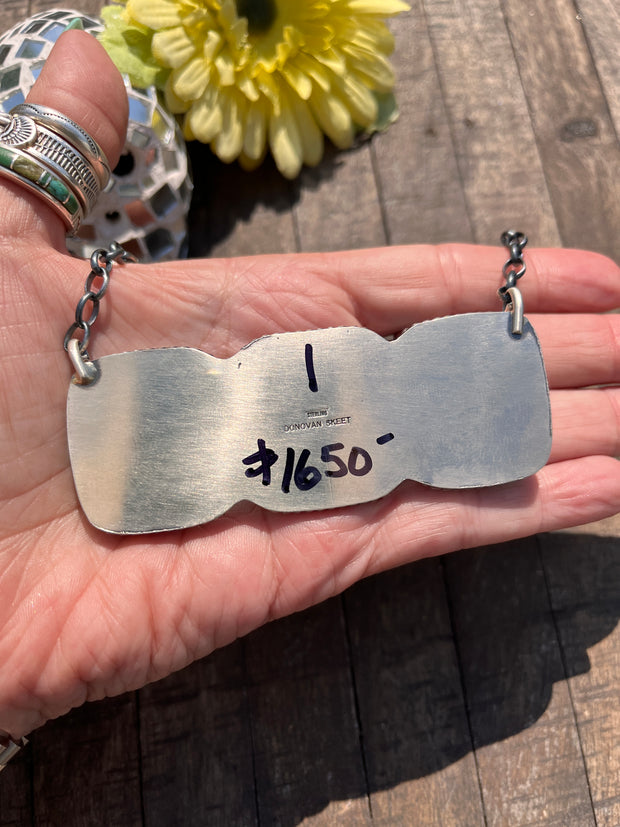 1
STERLING
DONOVAN SKEET
$1650-